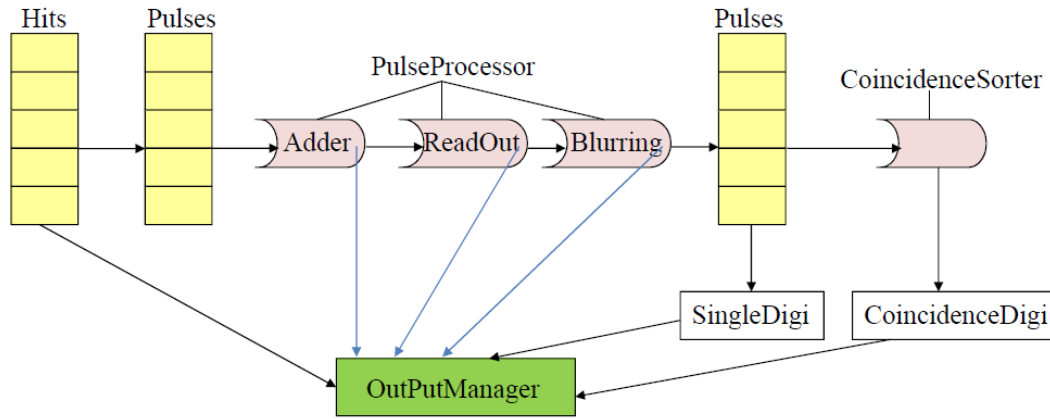 Hits
Pulses
Pulses
PulseProcessor
CoincidenceSorter
Adder
ReadOut
Blurring
SingleDigi
CoincidenceDigi
OutPutManager